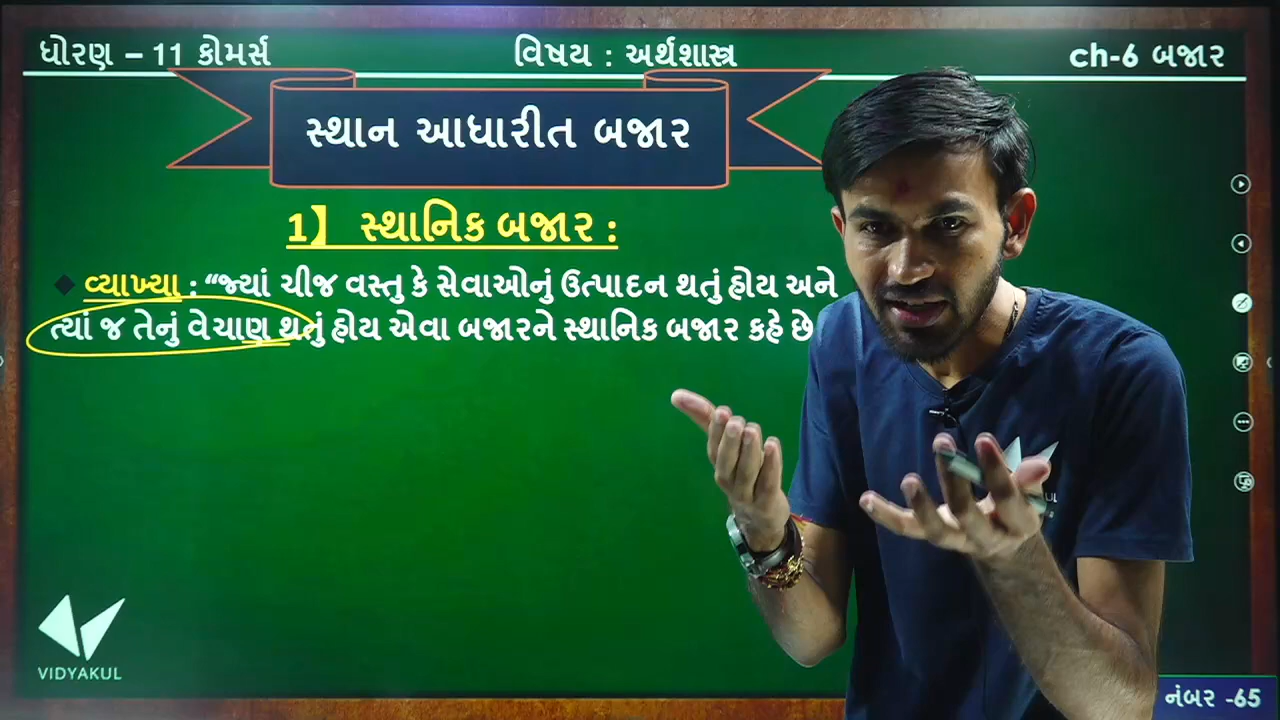 ધોરણ – 11 કોમર્સ
વિષય : અર્થશાસ્ત્ર
ch-6 બજાર
સ્થાન આધારીત બજાર
1】 સ્થાનિક બજાર :
વ્યાખ્યા : “જ્યાં ચીજ વસ્તુ કે સેવાઓનું ઉત્પાદન થતું હોય અને
ત્યાં જ તેનું વેચાણ થતું હોય એવા બજારને સ્થાનિક બજાર કહે છે
VIDYAKUL
નંબર -65